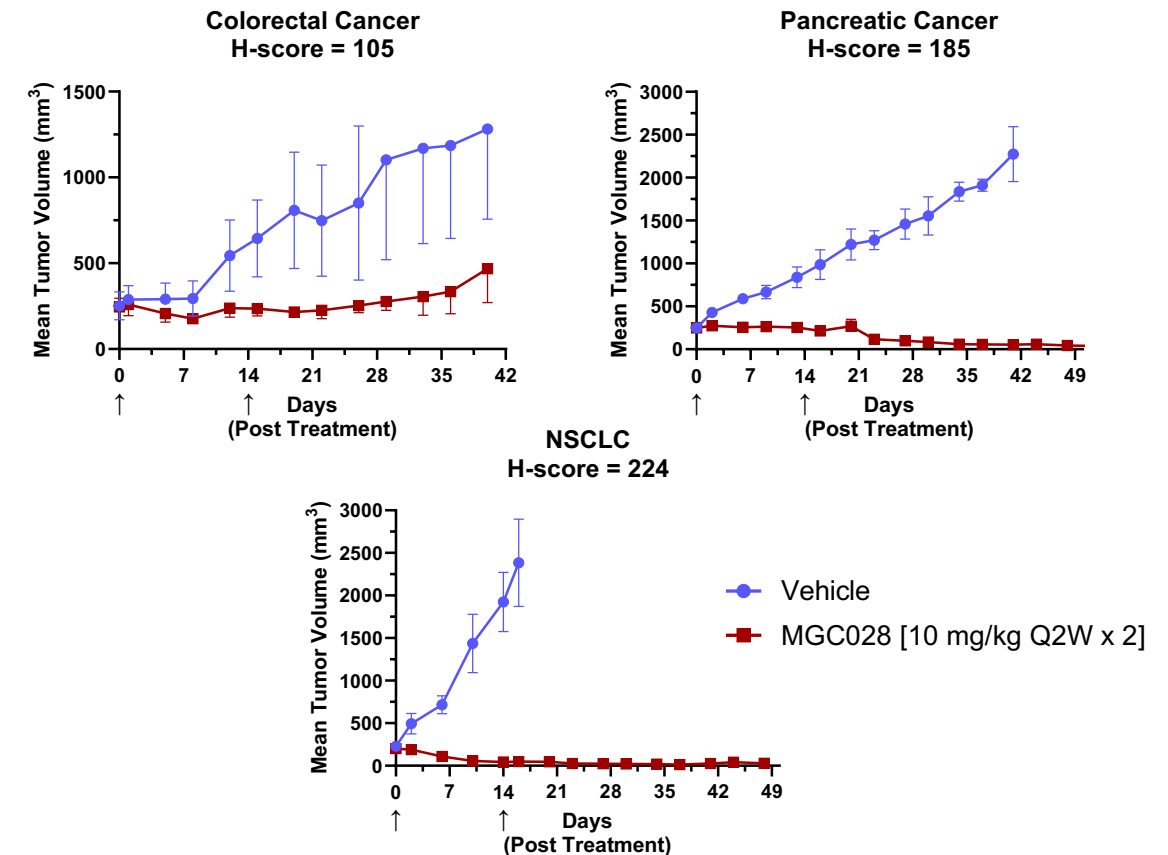 Colorectal Cancer
H-score = 105
Mean Tumor Volume (mm³)
1500
1000
500
0
0 7 14 21 28 35 42
↑ ↑ Days
(Post Treatment)
Pancreatic Cancer
H-score = 185
Mean Tumor Volume (mm³)
3000
2500
2000
1500
1000
500
0
0 7 14 21 28 35 42 49
↑ ↑ Days
(Post Treatment)
NSCLC
H-score = 224
Mean Tumor Volume (mm³)
3000
2500
2000
1500
1000
500
0
0 7 14 21 28 35 42 49
↑ ↑ Days
(Post Treatment)
Vehicle
MGC028 [10 mg/kg Q2W x 2]